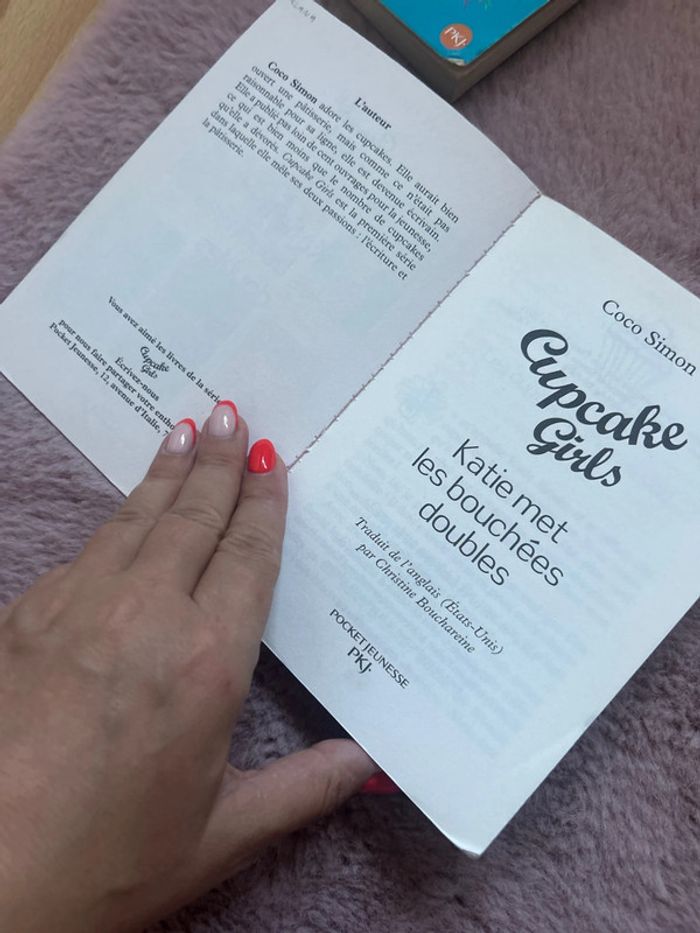 L'auteur
Coco Simon adore les cupcakes. Elle aurait bien
ouvert une pâtisserie, mais comme ce n'était pas
raisonnable pour sa ligne, elle est devenue écrivain.
Elle a publié pas loin de cent ouvrages pour la jeunesse,
ce qui est bien moins que le nombre de cupcakes
qu'elle a dévorés. Cupcake Girls est la première série
dans laquelle elle mêle ses deux passions : l'écriture et
la pâtisserie.
Vous avez aimé les livres de la série
Cupcake
Girls
Écrivez-nous
pour nous faire partager votre
Pocket Jeunesse, 12, avenue d'Italie, 7
Coco Simon
Cupcake
Girls
Katie met
les bouchées
doubles
Traduit de l'anglais (États-Unis)
par Christine Bouchareine
POCKET JEUNESSE
PKJ.
PKJ.